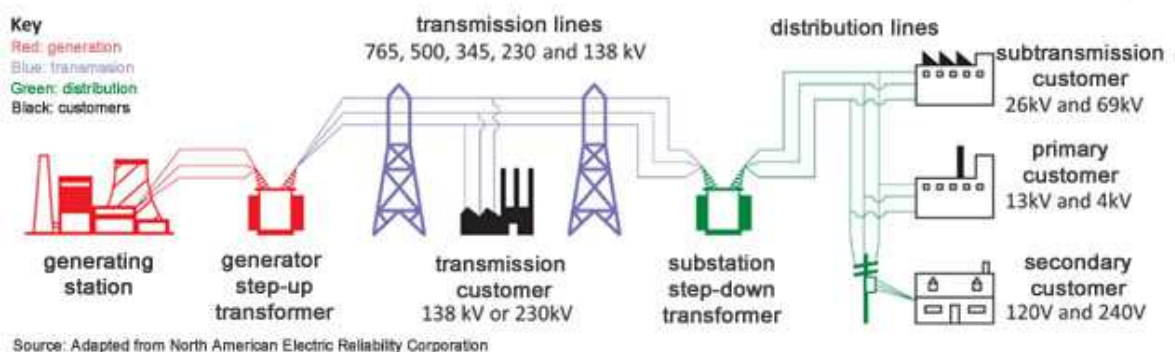 Key
Red: generation
Blue: transmission
Green: distribution
Black: customers
transmission lines
765, 500, 345, 230 and 138 kV
distribution lines
subtransmission
customer
26kV and 69kV
primary
customer
13kV and 4kV
secondary
customer
120V and 240V
generating
station
generator
step-up
transformer
transmission
customer
138 kV or 230kV
substation
step-down
transformer
Source: Adapted from North American Electric Reliability Corporation